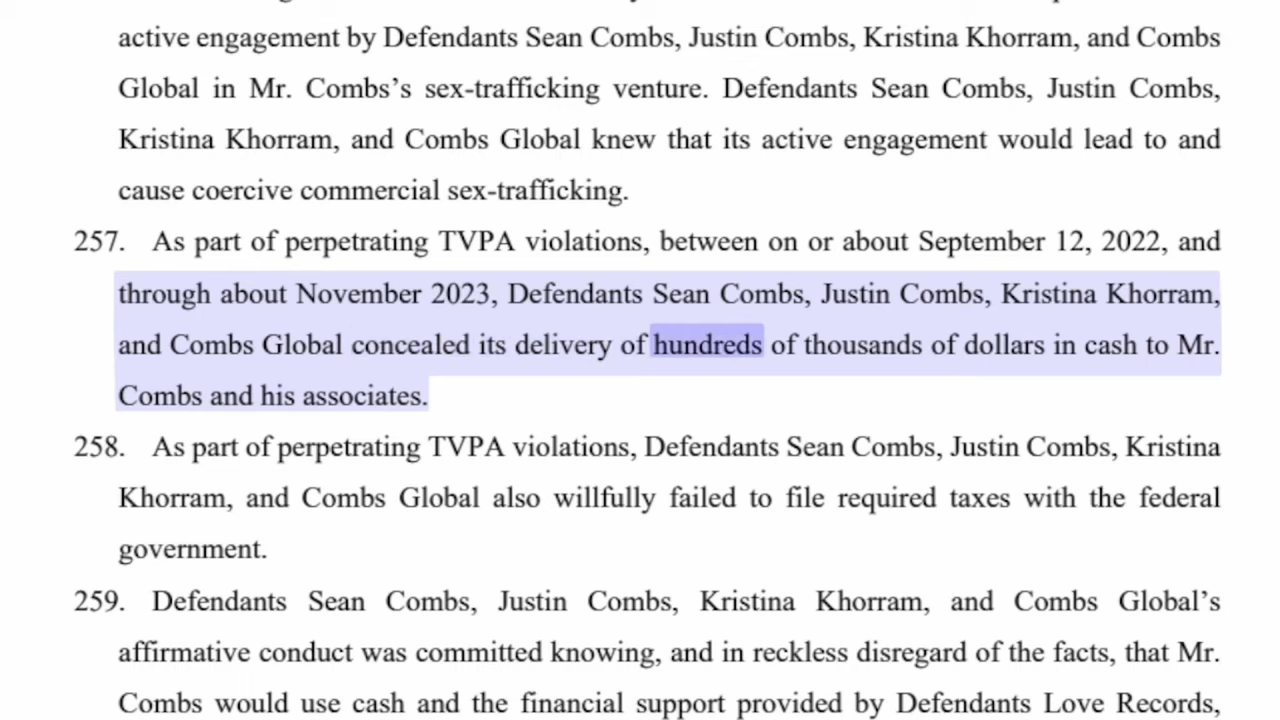 active engagement by Defendants Sean Combs, Justin Combs, Kristina Khorram, and Combs
Global in Mr. Combs’s sex-trafficking venture. Defendants Sean Combs, Justin Combs,
Kristina Khorram, and Combs Global knew that its active engagement would lead to and
cause coercive commercial sex-trafficking.
257. As part of perpetrating TVPA violations, between on or about September 12, 2022, and
through about November 2023, Defendants Sean Combs, Justin Combs, Kristina Khorram,
and Combs Global concealed its delivery of hundreds of thousands of dollars in cash to Mr.
Combs and his associates.
258. As part of perpetrating TVPA violations, Defendants Sean Combs, Justin Combs, Kristina
Khorram, and Combs Global also willfully failed to file required taxes with the federal
government.
259. Defendants Sean Combs, Justin Combs, Kristina Khorram, and Combs Global’s
affirmative conduct was committed knowing, and in reckless disregard of the facts, that Mr.
Combs would use cash and the financial support provided by Defendants Love Records,